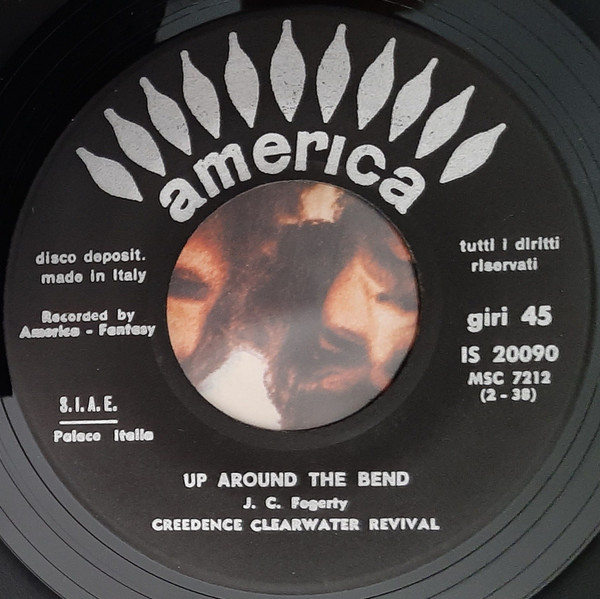 america
disco deposit.
made in Italy
Recorded by
America - Fantasy
S.I.A.E.
Palace Italia
tutti i diritti
riservati
giri 45
IS 20090
MSC 7212
(2 - 38)
UP AROUND THE BEND
J. C. Fogerty
CREEDENCE CLEARWATER REVIVAL